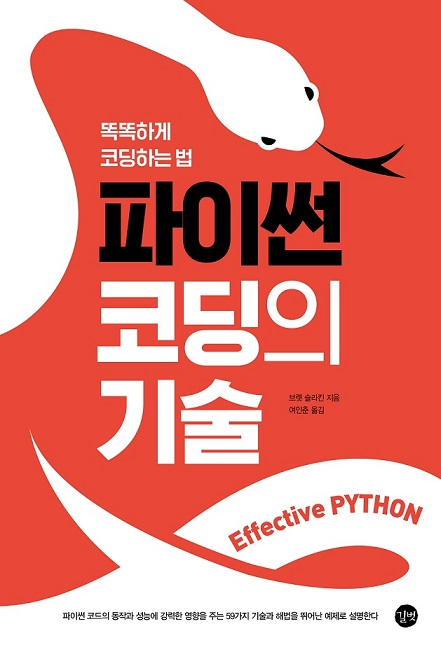 똑똑하게
코딩하는 법
파이썬
코딩의
기술
브렛 슬라킨 지음
여인춘 옮김
Effective PYTHON
파이썬 코드의 동작과 성능에 강력한 영향을 주는 59가지 기술과 해법을 뛰어난 예제로 설명한다
길벗